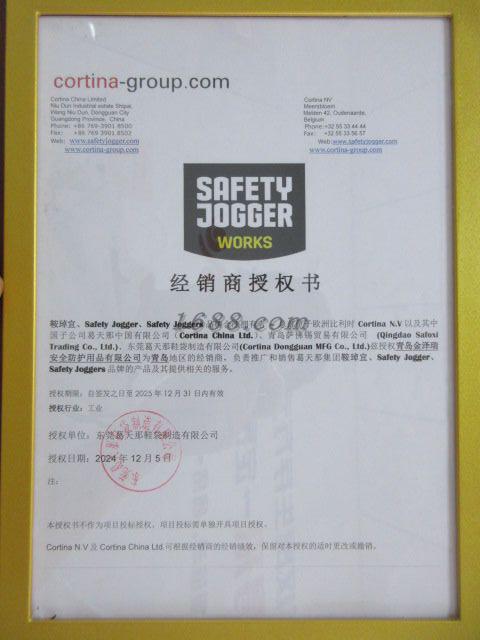 cortina-group.com
Cortina China Limited
Niu Dun Industrial estate Shipai,
Wang Niu Dun, Dongguan City
Guangdong Province, China
Phone: +86 769-3901 8500
Fax: +86 769-3901 8502
Web: www.safetyjogger.com
www.cortina-group.com
Cortina NV
Meersbloem
Melden 42, Oudenaarde,
Belgium
Phone:+32 55 33 44 44
Fax: +32 55 33 56 57
Web:www.safetyjogger.com
www.cortina-group.com
SAFETY
JOGGER
WORKS
经销商授权书
1688.com
鞍琸宜、Safety Jogger、Safety Joggers 欧洲比利时 Cortina N.V 以及其中
国子公司葛天那中国有限公司(Cortina China Ltd.)、青岛萨佛锡贸易有限公司 (Qingdao Safosi
Trading Co., Ltd.)、东莞葛天那鞋袋制造有限公司(Cortina Dongguan MFG Co., Ltd.)兹授权青岛金泽瑞
安全防护用品有限公司为青岛地区的经销商，负责推广和销售葛天那集团鞍琸宜、Safety Jogger、
Safety Joggers 品牌的产品及其提供相关的服务。
授权期限：自签发之日至 2025 年 12 月 31 日内有效
授权行业：工业
授权单位：东莞葛天那鞋袋制造有限公司
授权日期：2024 年 12 月 5 日
注：
本授权书不作为项目投标授权，项目投标需单独开具项目授权。
Cortina N.V 及 Cortina China Ltd.可根据经销商的经销绩效，保留对本授权的适时更改或撤销。